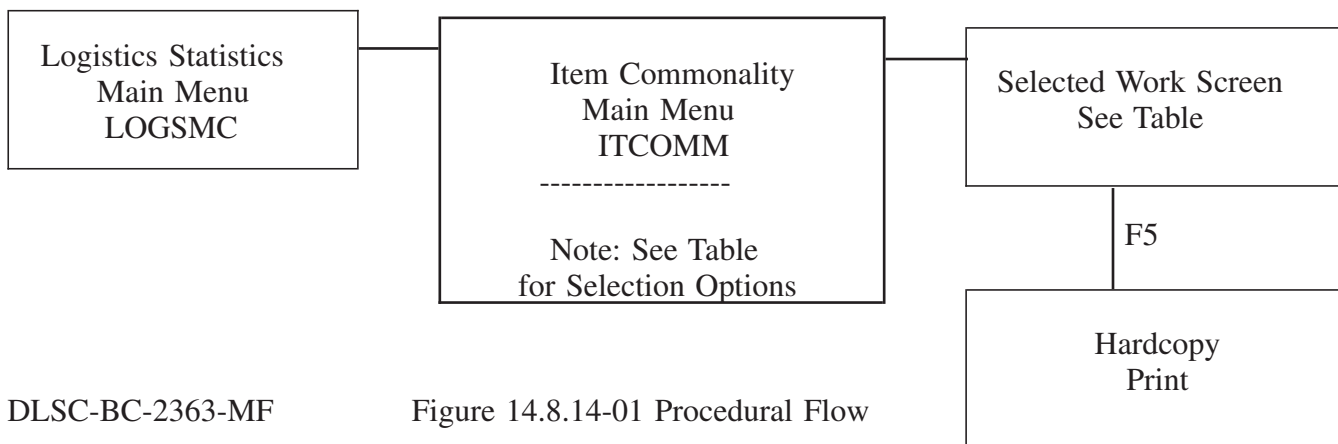 Logistics Statistics
Main Menu
LOGSMC
Item Commonality
Main Menu
ITCOMM
------------------
Note: See Table
for Selection Options
Selected Work Screen
See Table
F5
Hardcopy
Print
DLSC-BC-2363-MF
Figure 14.8.14-01 Procedural Flow